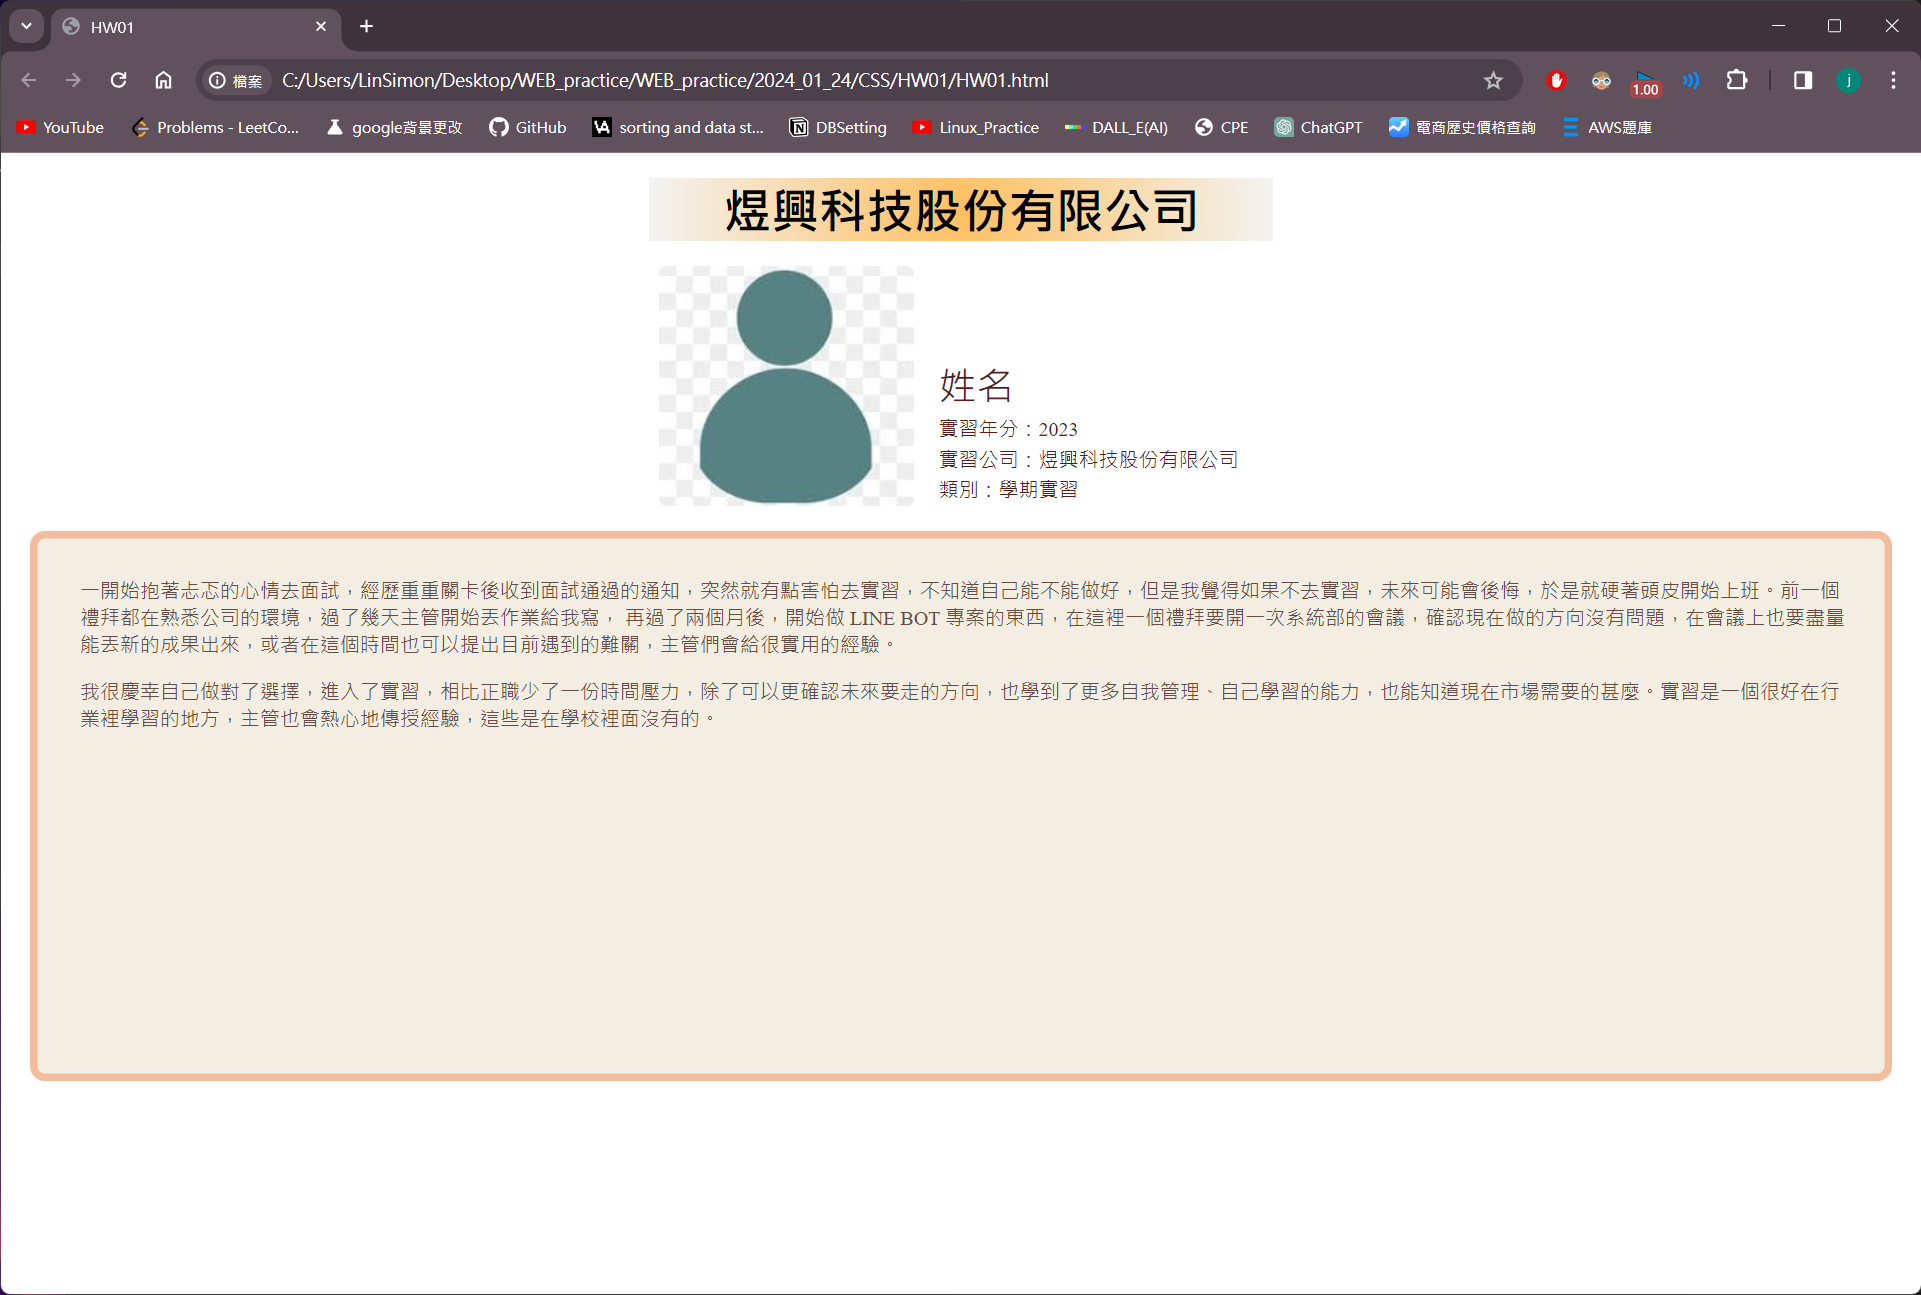 HW01
檔案 C:/Users/LinSimon/Desktop/WEB_practice/WEB_practice/2024_01_24/CSS/HW01/HW01.html
1.00
j
YouTube Problems - LeetCo... google背景更改 GitHub sorting and data st... DBSetting Linux_Practice DALL_E(AI) CPE ChatGPT 電商歷史價格查詢 AWS題庫
煜興科技股份有限公司
姓名
實習年分：2023
實習公司：煜興科技股份有限公司
類別：學期實習
一開始抱著忐忑的心情去面試，經歷重重關卡後收到面試通過的通知，突然就有點害怕去實習，不知道自己能不能做好，但是我覺得如果不去實習，未來可能會後悔，於是就硬著頭皮開始上班。前一個
禮拜都在熟悉公司的環境，過了幾天主管開始丟作業給我寫， 再過了兩個月後，開始做 LINE BOT 專案的東西，在這裡一個禮拜要開一次系統部的會議，確認現在做的方向沒有問題，在會議上也要盡量
能丟新的成果出來，或者在這個時間也可以提出目前遇到的難關，主管們會給很實用的經驗。
我很慶幸自己做對了選擇，進入了實習，相比正職少了一份時間壓力，除了可以更確認未來要走的方向，也學到了更多自我管理、自己學習的能力，也能知道現在市場需要的甚麼。實習是一個很好在行
業裡學習的地方，主管也會熱心地傳授經驗，這些是在學校裡面沒有的。